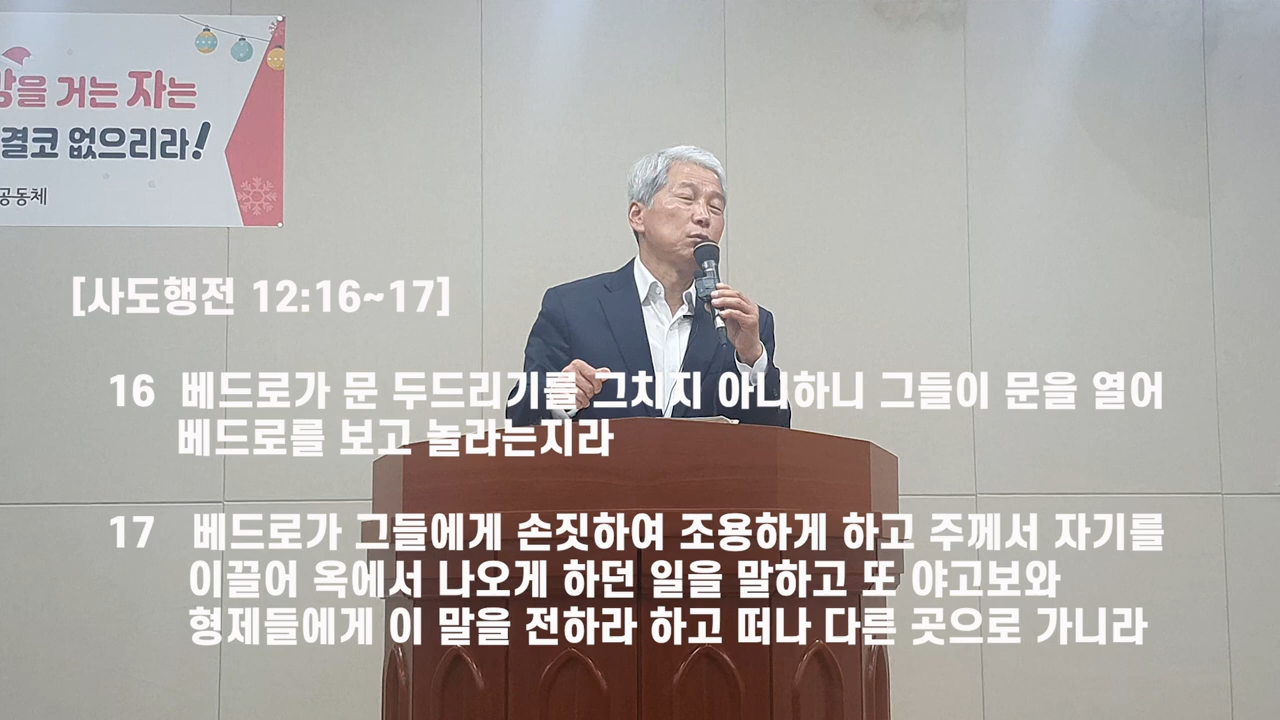 을 거는 자는
결코 없으리라!
공동체
[사도행전 12:16~17]
16 베드로가 문 두드리기를 그치지 아니하니 그들이 문을 열어
베드로를 보고 놀라는지라
17 베드로가 그들에게 손짓하여 조용하게 하고 주께서 자기를
이끌어 옥에서 나오게 하던 일을 말하고 또 야고보와
형제들에게 이 말을 전하라 하고 떠나 다른 곳으로 가니라